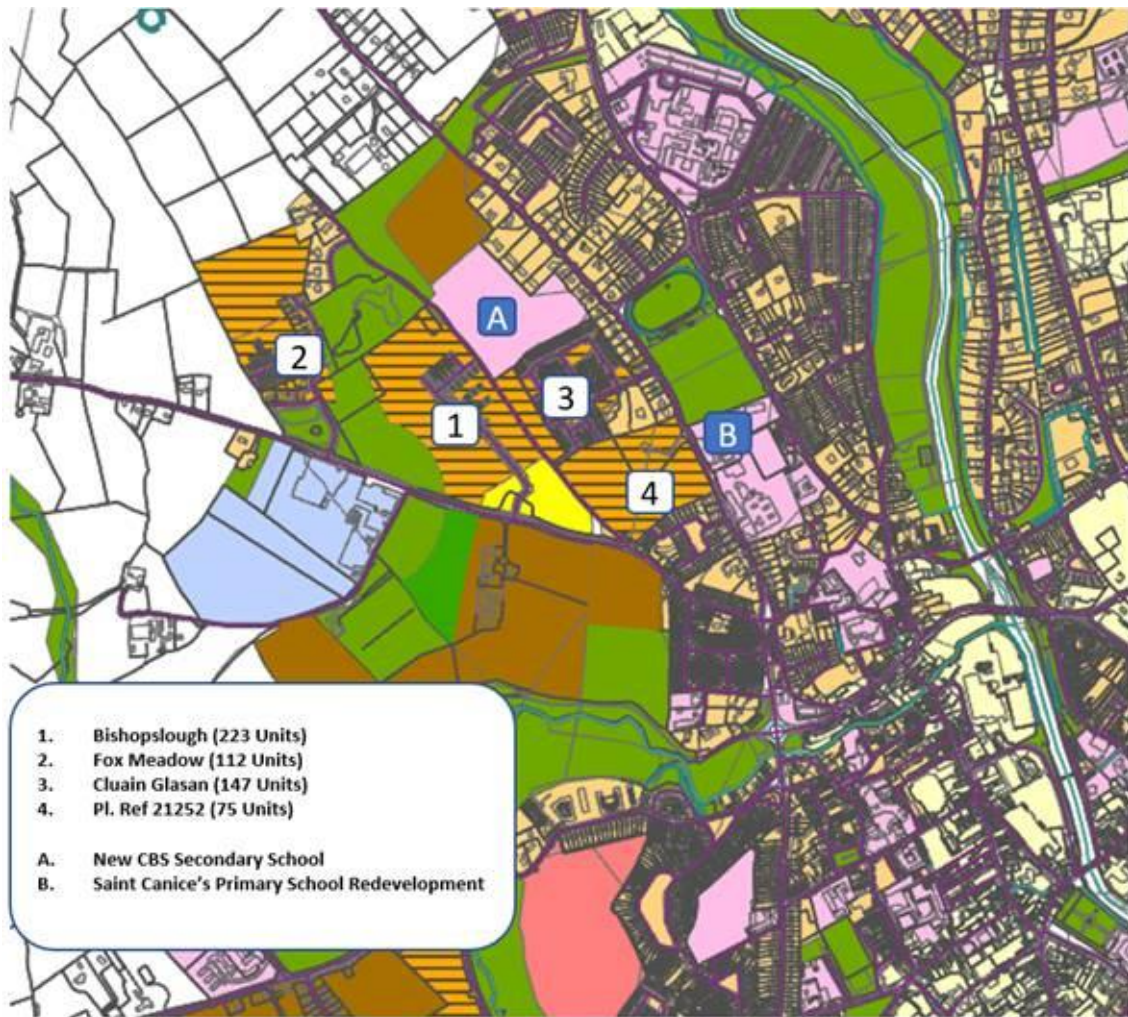 A
2
3
1
B
4
1. Bishopslough (223 Units)
2. Fox Meadow (112 Units)
3. Cluain Glasan (147 Units)
4. Pl. Ref 21252 (75 Units)
A. New CBS Secondary School
B. Saint Canice's Primary School Redevelopment